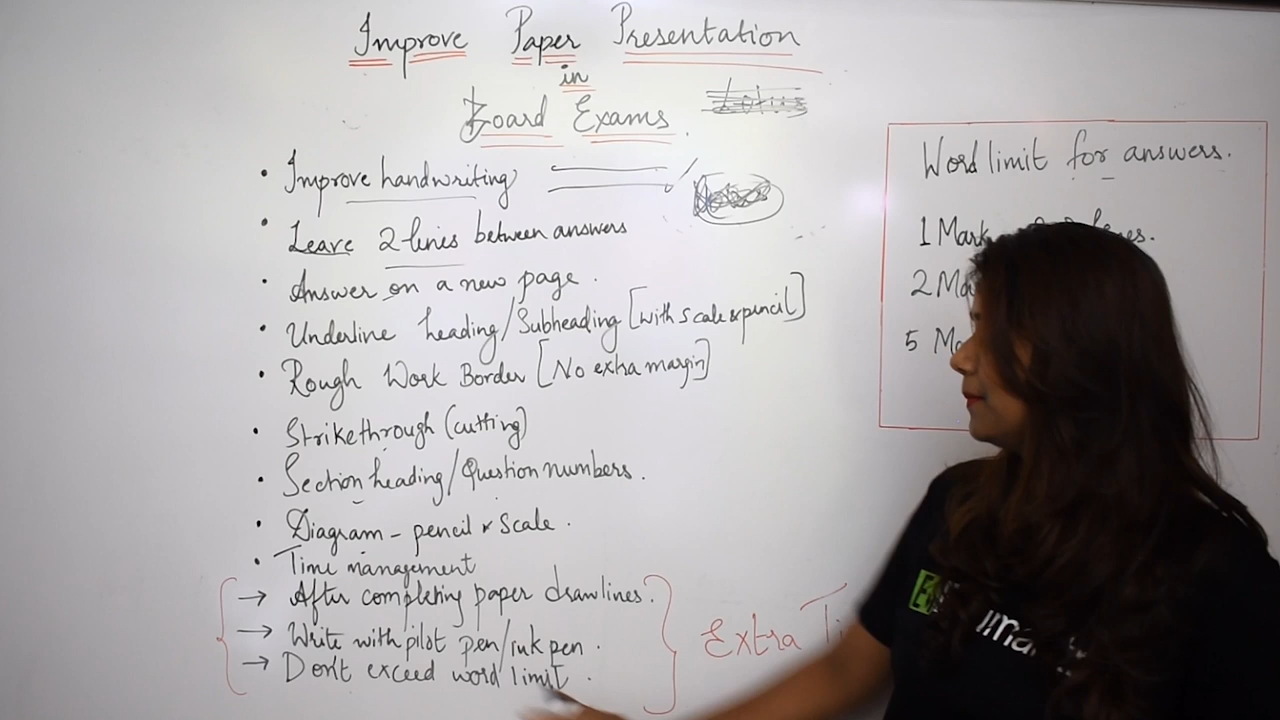 Improve Paper Presentation
in
Board Exams.
• Improve handwriting
• Leave 2 lines between answers
• Answer on a new page.
• Underline heading/Subheading [with scale & pencil]
• Rough Work Border [No extra margin]
• Strikethrough (cutting)
• Section heading/Question numbers.
• Diagram - pencil & scale.
• Time management
→ After completing paper draw lines.
→ Write with pilot pen/ink pen.
→ Don't exceed word limit.
Extra
Word limit for answers.
1 Mark
2
5